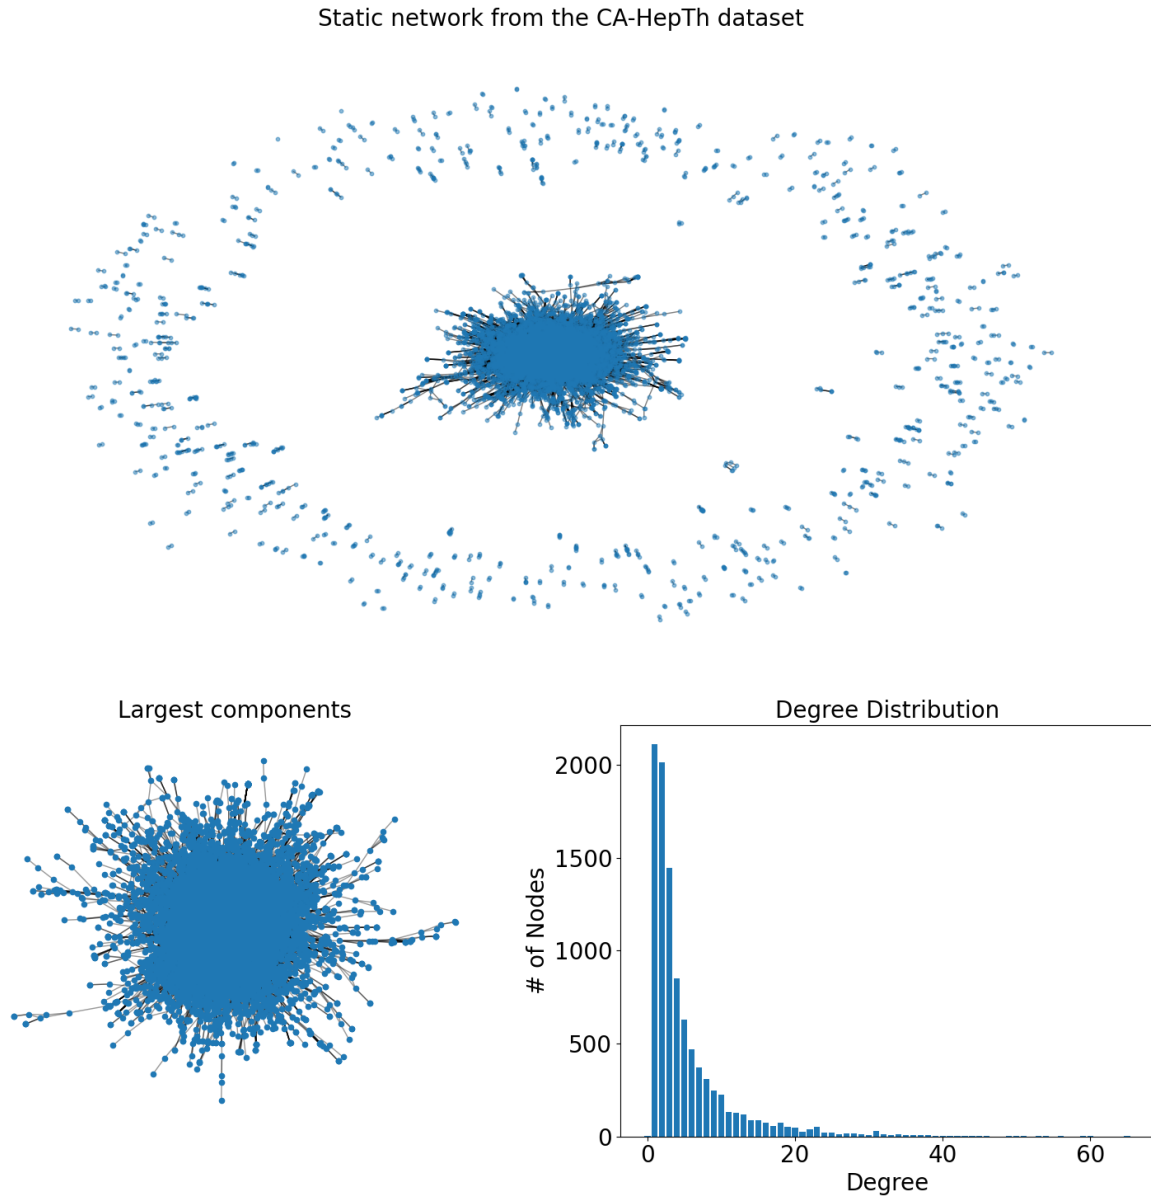 Static network from the CA-HepTh dataset
Largest components
Degree Distribution
# of Nodes
2000
1500
1000
500
0
0 20 40 60
Degree